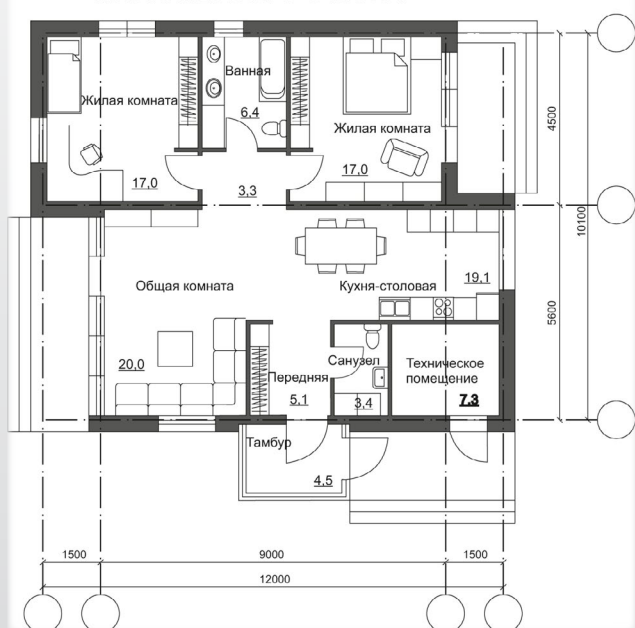 Ванная
6.4
Жилая комната
17,0
Жилая комната
17.0
3.3
4500
10100
5600
Общая комната
20,0
Кухня-столовая
19.1
Санузел
3.4
Передняя
5.1
Техническое
помещение
7.3
Тамбур
4.5
1500
9000
1500
12000